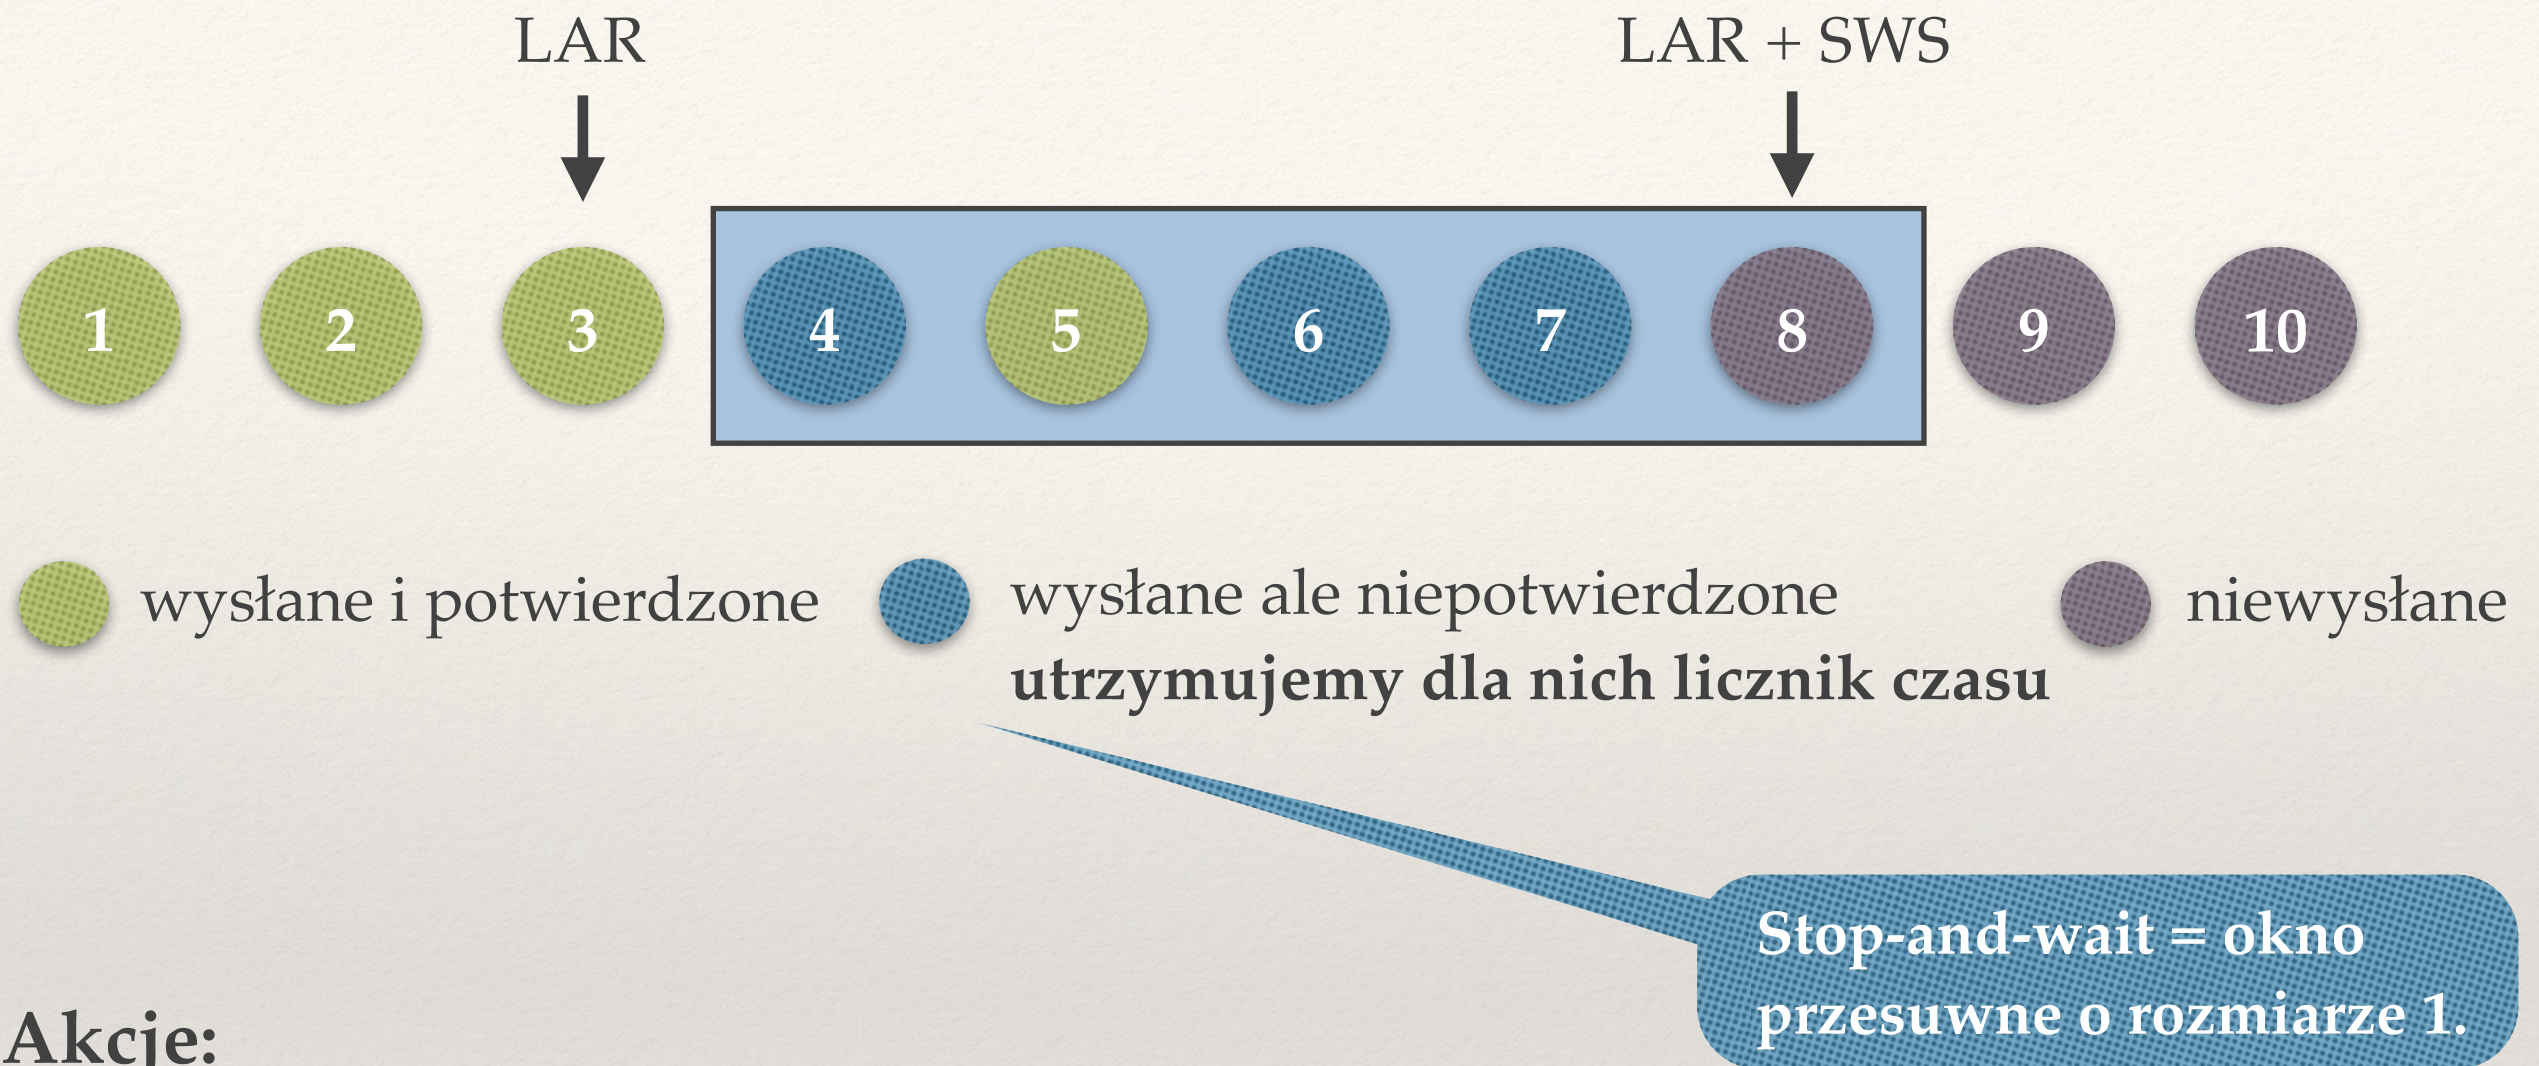 LAR
LAR + SWS
1 2 3 4 5 6 7 8 9 10
wysłane i potwierdzone
wysłane ale niepotwierdzone
utrzymujemy dla nich licznik czasu
niewysłane
Stop-and-wait = okno
przesuwne o rozmiarze 1.
Akcje: